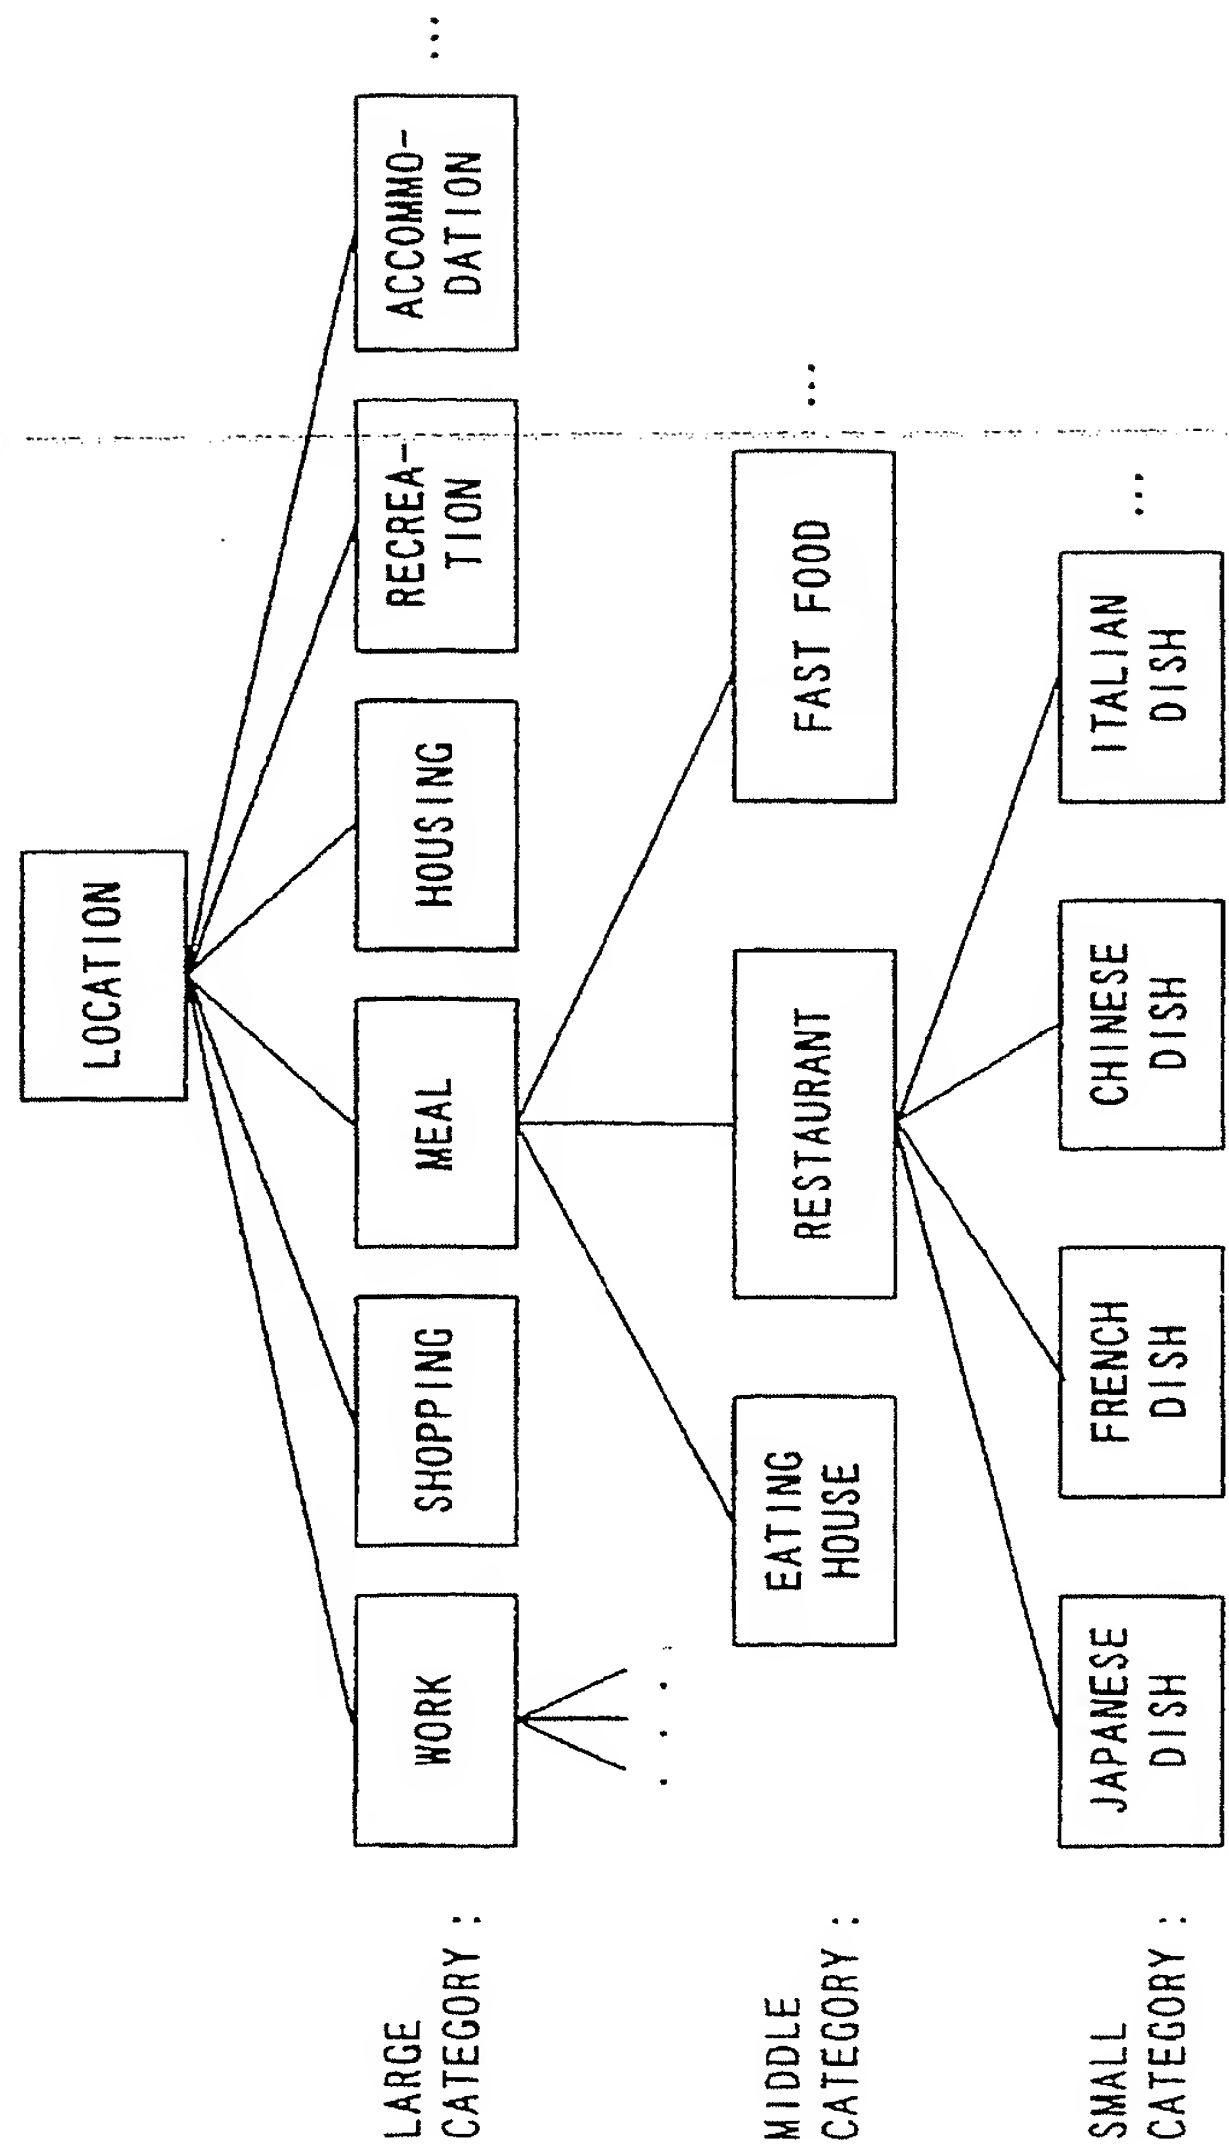 LOCATION
LARGE
CATEGORY :
WORK
SHOPPING
MEAL
HOUSING
RECREA-
TION
ACCOMMO-
DATION
...
MIDDLE
CATEGORY :
...
EATING
HOUSE
RESTAURANT
FAST FOOD
...
SMALL
CATEGORY :
JAPANESE
DISH
FRENCH
DISH
CHINESE
DISH
ITALIAN
DISH
...